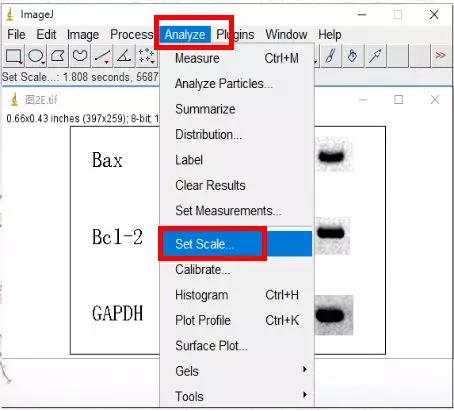 ImageJ
File Edit Image Process Analyze Plugins Window Help
Set Scale...: 1.808 seconds, 5687
图2E.tif
0.66x0.43 inches (397x259); 8-bit; 1
Measure Ctrl+M
Analyze Particles...
Summarize
Distribution...
Label
Clear Results
Set Measurements...
Set Scale...
Calibrate...
Histogram Ctrl+H
Plot Profile Ctrl+K
Surface Plot...
Gels
Tools
Bax
Bcl-2
GAPDH